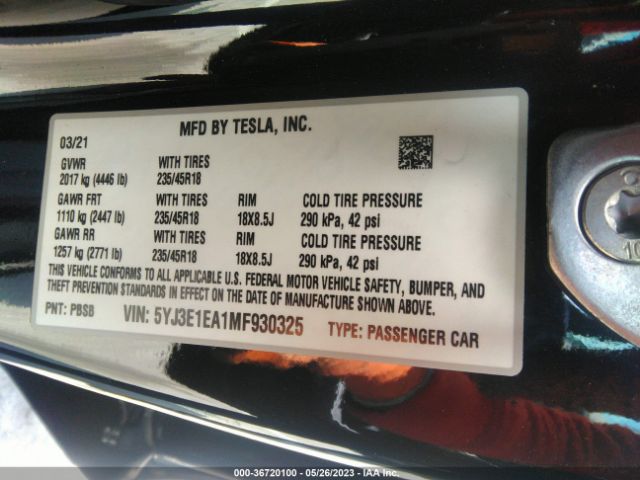 MFD BY TESLA, INC.
03/21
GVWR WITH TIRES
2017 kg (4446 lb) 235/45R18
GAWR FRT WITH TIRES RIM COLD TIRE PRESSURE
1110 kg (2447 lb) 235/45R18 18X8.5J 290 kPa, 42 psi
GAWR RR WITH TIRES RIM COLD TIRE PRESSURE
1257 kg (2771 lb) 235/45R18 18X8.5J 290 kPa, 42 psi
THIS VEHICLE CONFORMS TO ALL APPLICABLE U.S. FEDERAL MOTOR VEHICLE SAFETY, BUMPER, AND
THEFT PREVENTION STANDARDS IN EFFECT ON THE DATE OF MANUFACTURE SHOWN ABOVE.
PNT: PBSB VIN: 5YJ3E1EA1MF930325 TYPE: PASSENGER CAR
10
000-36720100 - 05/26/2023 - IAA Inc.